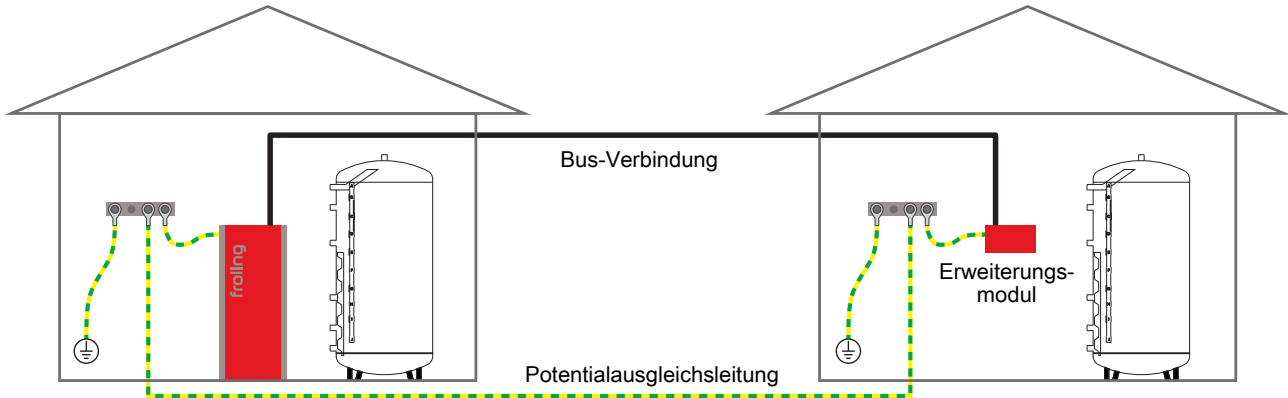 Bus-Verbindung
froling
Erweiterungs-
modul
Potentialausgleichsleitung